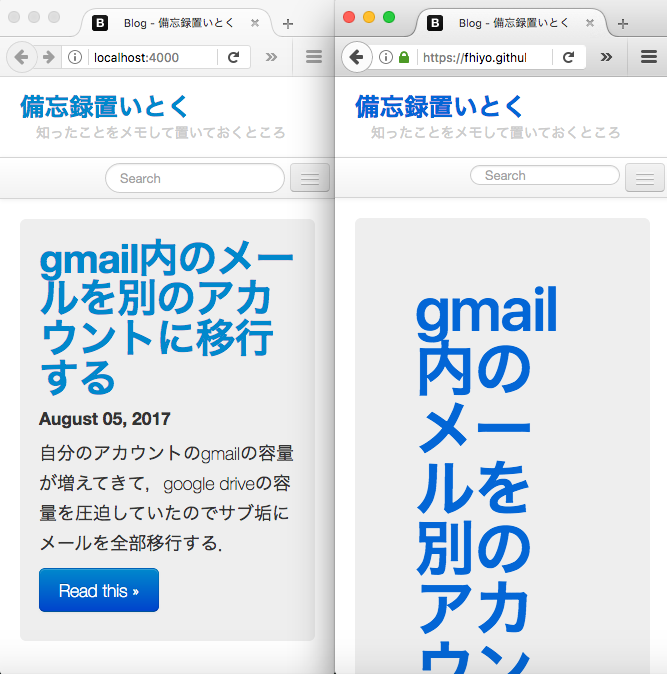 Blog - 備忘録置いとく
localhost:4000
備忘録置いとく
知ったことをメモして置いておくところ
Search
gmail内のメー
ルを別のアカ
ウントに移行
する
August 05, 2017
自分のアカウントのgmailの容量
が増えてきて，google driveの容
量を圧迫していたのでサブ垢に
メールを全部移行する．
Read this »
Blog - 備忘録置いとく
https://fhiyo.githul
備忘録置いとく
知ったことをメモして置いておくところ
Search
gmail
内の
メー
ルを
別の
アカ
ウン